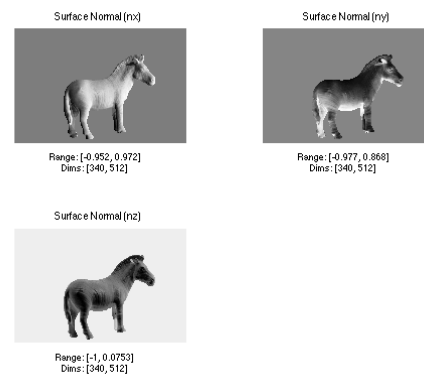 Surface Normal (nx)
Range: [-0.952, 0.972]
Dims: [340, 512]
Surface Normal (ny)
Range: [-0.977, 0.868]
Dims: [340, 512]
Surface Normal (nz)
Range: [-1, 0.0753]
Dims: [340, 512]